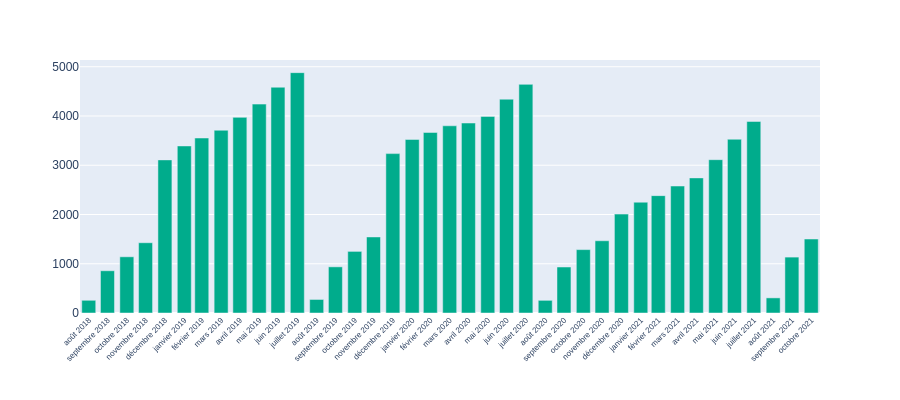 5000
4000
3000
2000
1000
0
août 2018
septembre 2018
octobre 2018
novembre 2018
décembre 2018
janvier 2019
février 2019
mars 2019
avril 2019
mai 2019
juin 2019
juillet 2019
août 2019
septembre 2019
octobre 2019
novembre 2019
décembre 2019
janvier 2020
février 2020
mars 2020
avril 2020
mai 2020
juin 2020
juillet 2020
août 2020
septembre 2020
octobre 2020
novembre 2020
décembre 2020
janvier 2021
février 2021
mars 2021
avril 2021
mai 2021
juin 2021
juillet 2021
août 2021
septembre 2021
octobre 2021